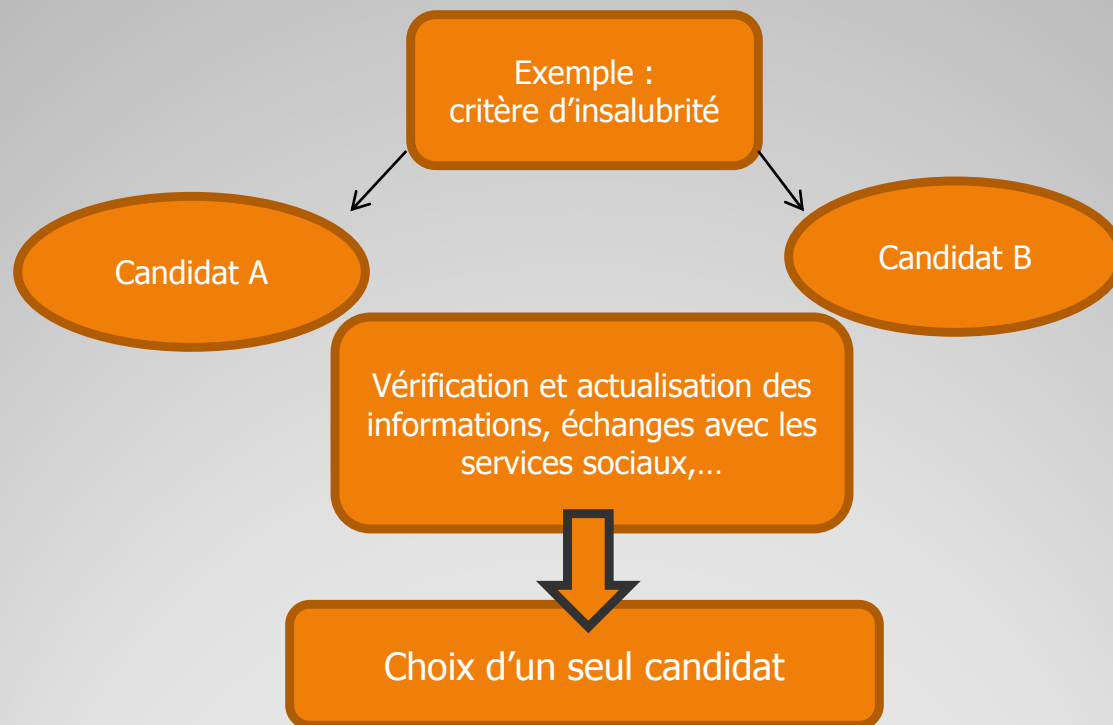 Exemple :
critère d’insalubrité
Candidat A
Candidat B
Vérification et actualisation des
informations, échanges avec les
services sociaux,…
Choix d’un seul candidat